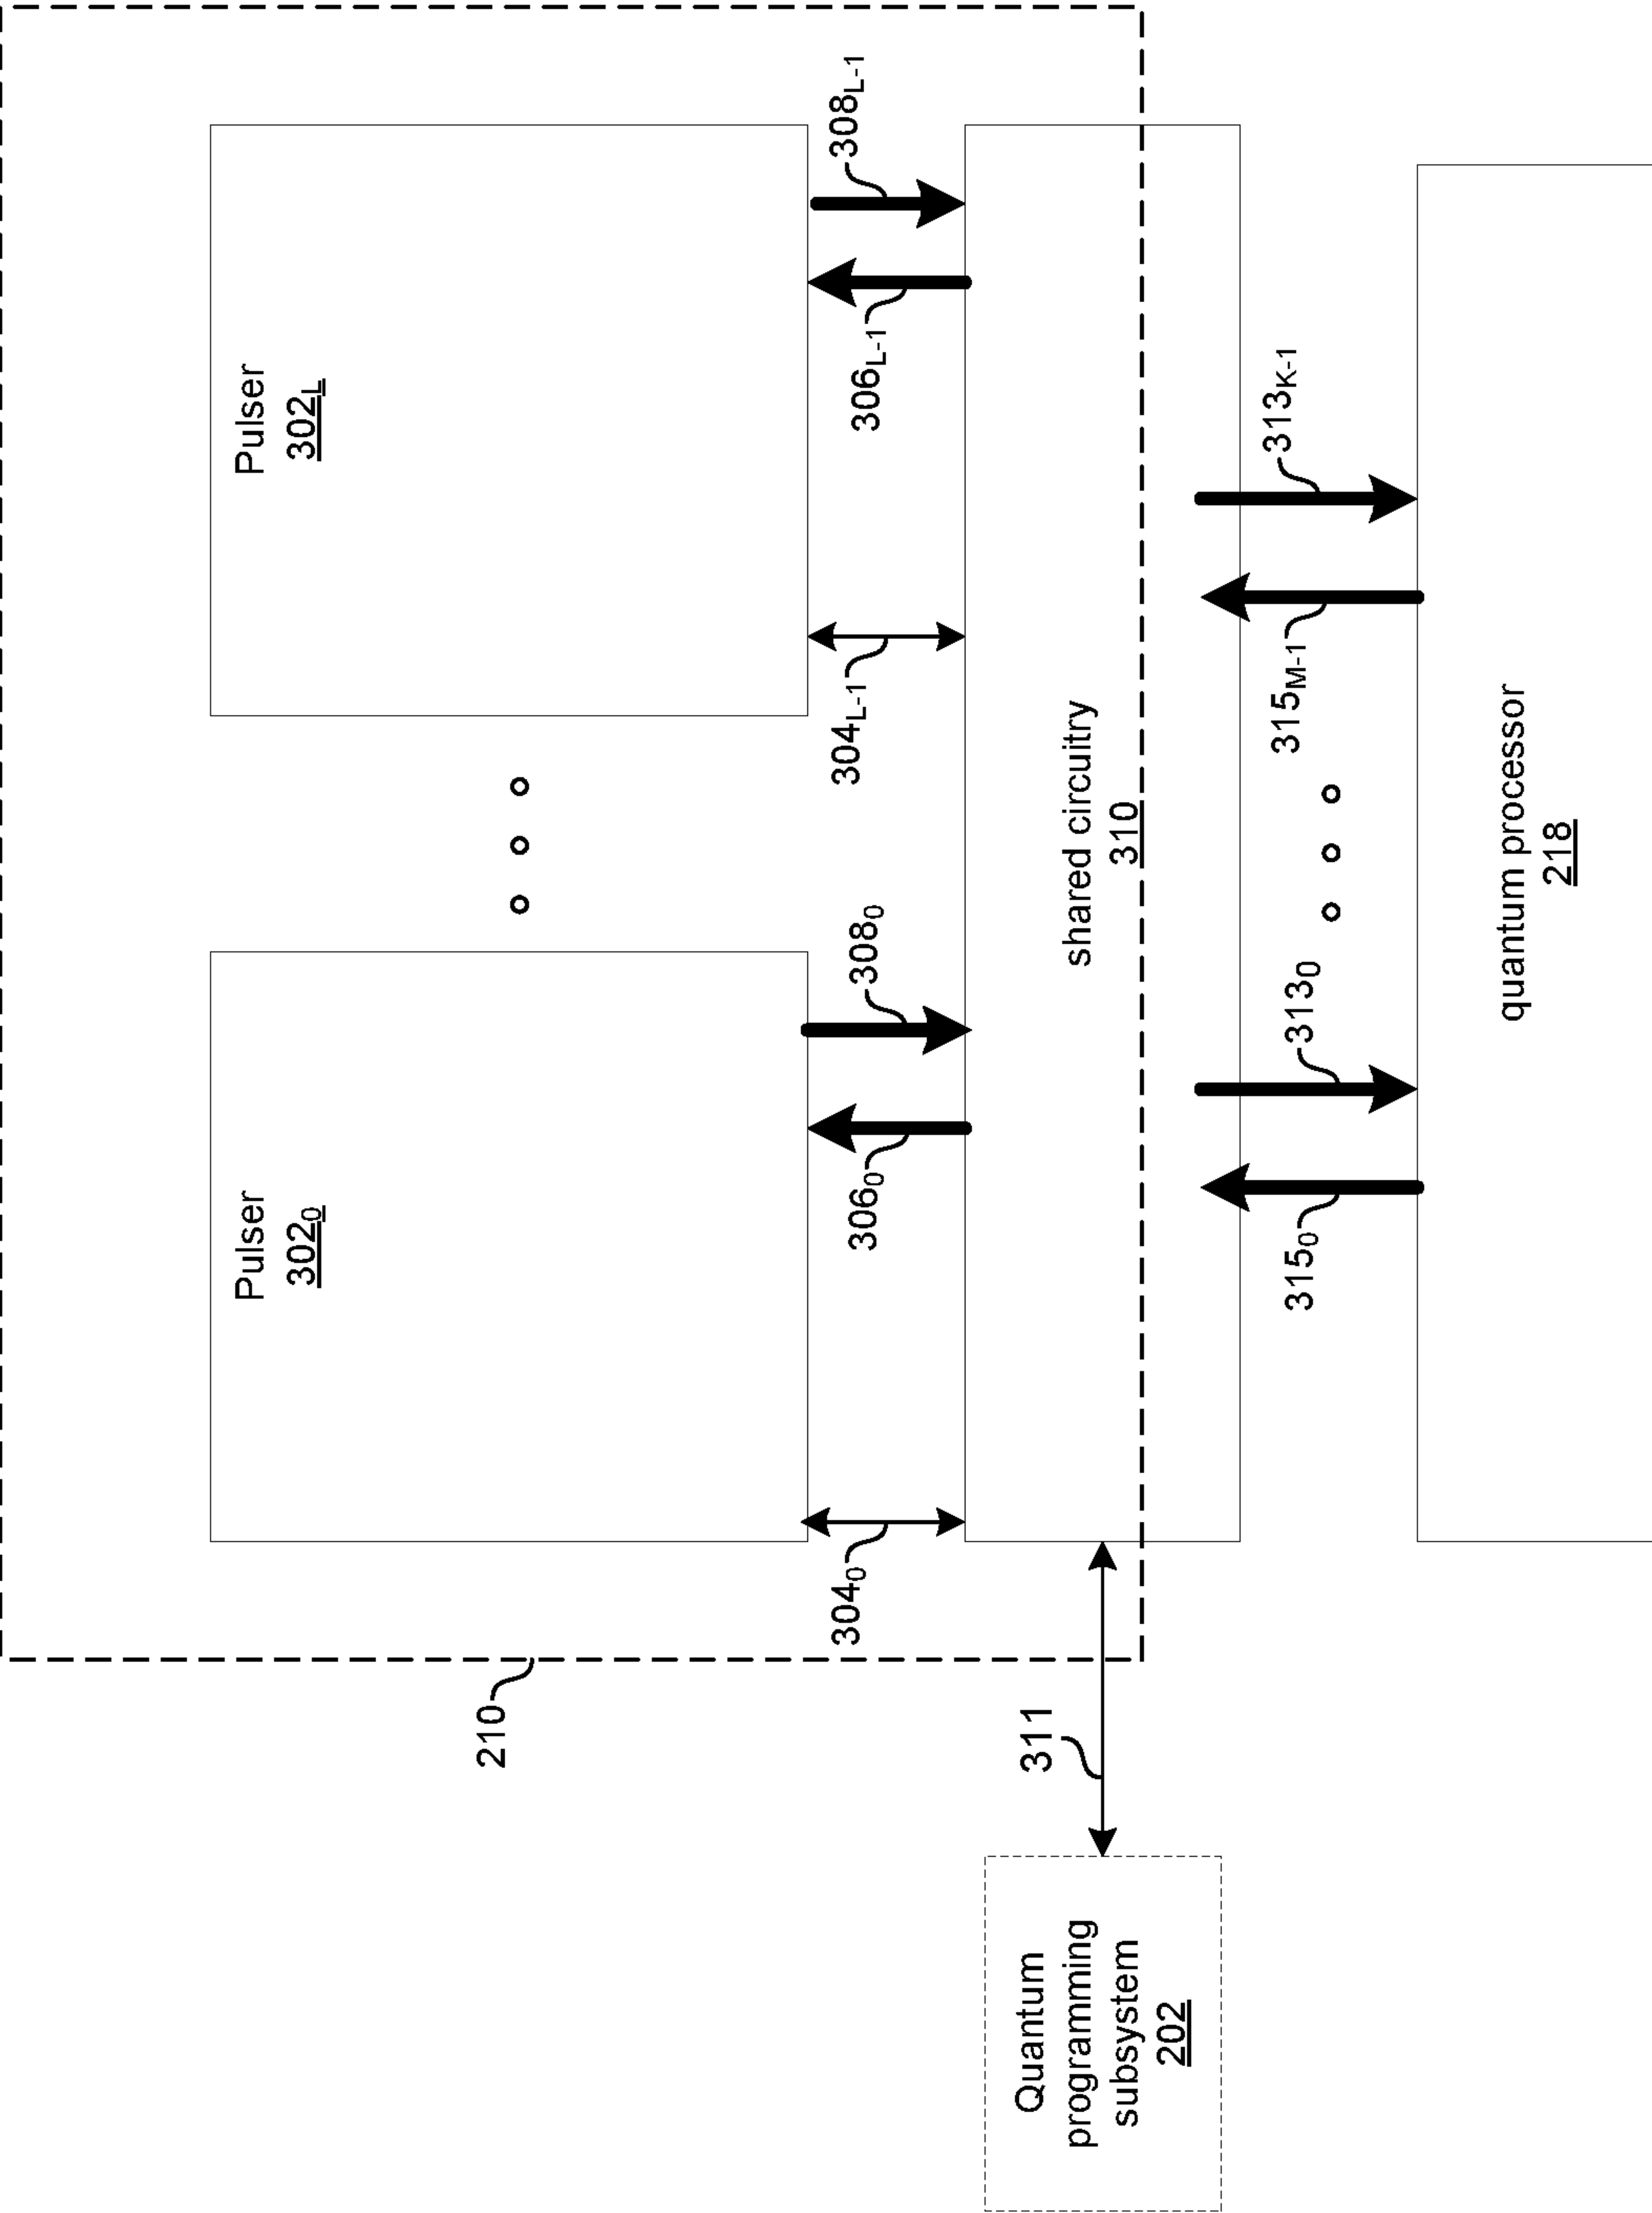 210
Pulser
302₀
Pulser
302L
304₀
306₀
308₀
304L-1
306L-1
308L-1
311
Quantum
programming
subsystem
202
shared circuitry
310
315₀
313₀
315M-1
313K-1
quantum processor
218